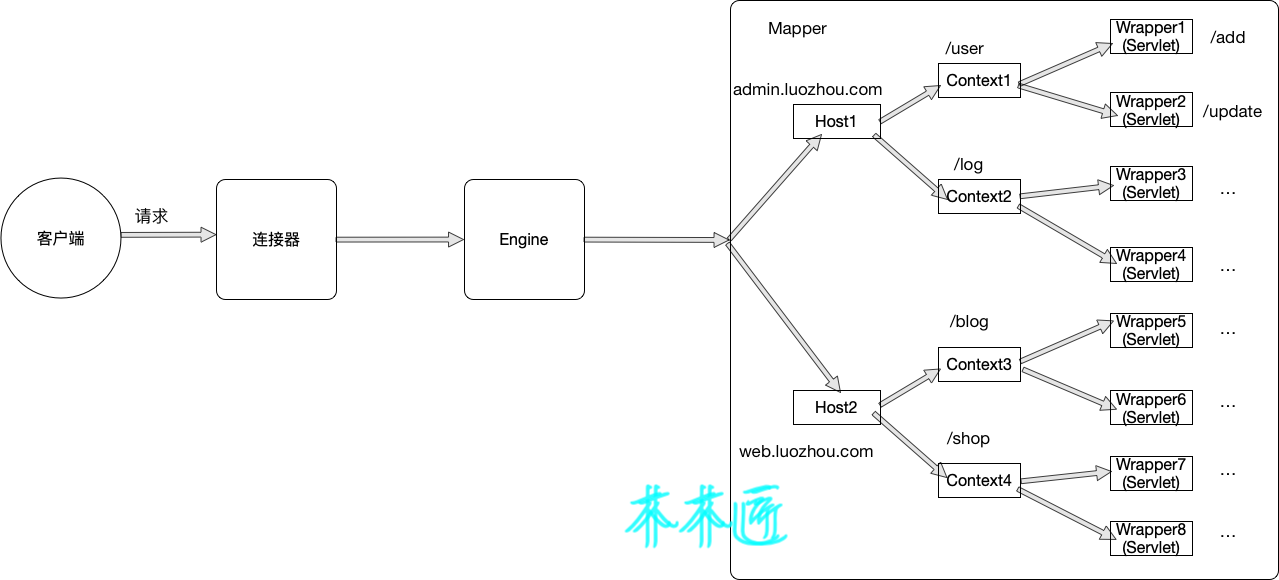 Mapper
客户端
请求
连接器
Engine
admin.luozhou.com
Host1
/user
Context1
Wrapper1
(Servlet)
/add
Wrapper2
(Servlet)
/update
/log
Context2
Wrapper3
(Servlet)
...
Wrapper4
(Servlet)
...
Host2
web.luozhou.com
/blog
Context3
Wrapper5
(Servlet)
...
Wrapper6
(Servlet)
...
/shop
Context4
Wrapper7
(Servlet)
...
Wrapper8
(Servlet)
...
木木匠